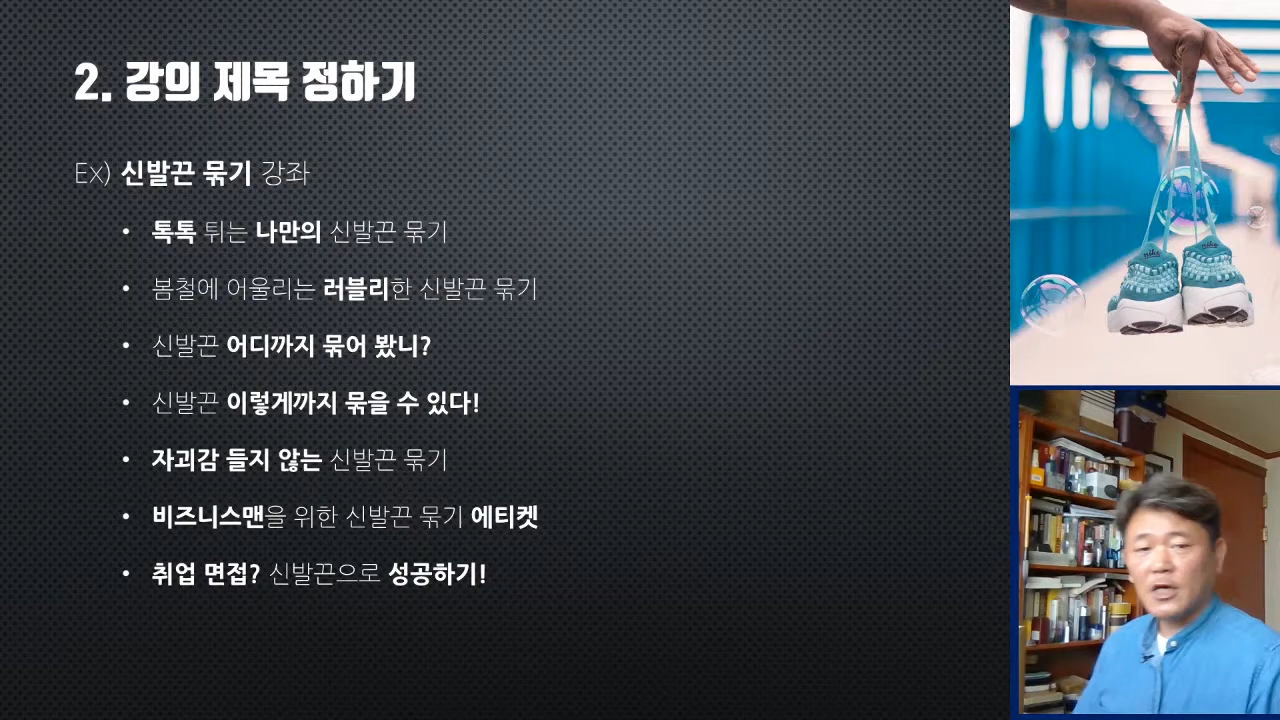 2. 강의 제목 정하기
Ex) 신발끈 묶기 강좌
• 톡톡 튀는 나만의 신발끈 묶기
• 봄철에 어울리는 러블리한 신발끈 묶기
• 신발끈 어디까지 묶어 봤니?
• 신발끈 이렇게까지 묶을 수 있다!
• 자괴감 들지 않는 신발끈 묶기
• 비즈니스맨을 위한 신발끈 묶기 에티켓
• 취업 면접? 신발끈으로 성공하기!
nike
nike